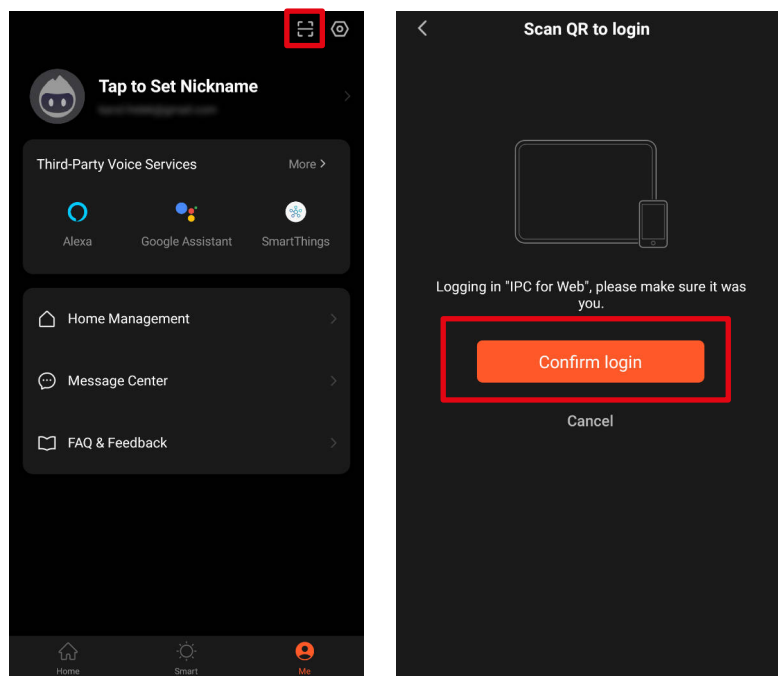 Tap to Set Nickname
Third-Party Voice Services
More >
Alexa
Google Assistant
SmartThings
Home Management
Message Center
FAQ & Feedback
Home
Smart
Me
Scan QR to login
Logging in "IPC for Web", please make sure it was
you.
Confirm login
Cancel